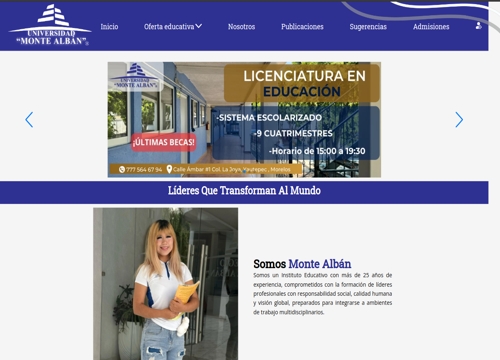 UNIVERSIDAD
"MONTE ALBAN"
Inicio
Oferta educativa
Nosotros
Publicaciones
Sugerencias
Admisiones
UNIVERSIDAD
"MONTE ALBAN"
LICENCIATURA EN
EDUCACIÓN
-SISTEMA ESCOLARIZADO
-9 CUATRIMESTRES
-Horario de 15:00 a 19:30
¡ÚLTIMAS BECAS!
777 564 67 94
Calle Ambar #1 Col. La Joya, Yautepec, Morelos
Líderes Que Transforman Al Mundo
Somos Monte Albán
Somos un Instituto Educativo con más de 25 años de
experiencia, comprometidos con la formación de líderes
profesionales con responsabilidad social, calidad humana
y visión global, preparados para integrarse a ambientes
de trabajo multidisciplinarios.